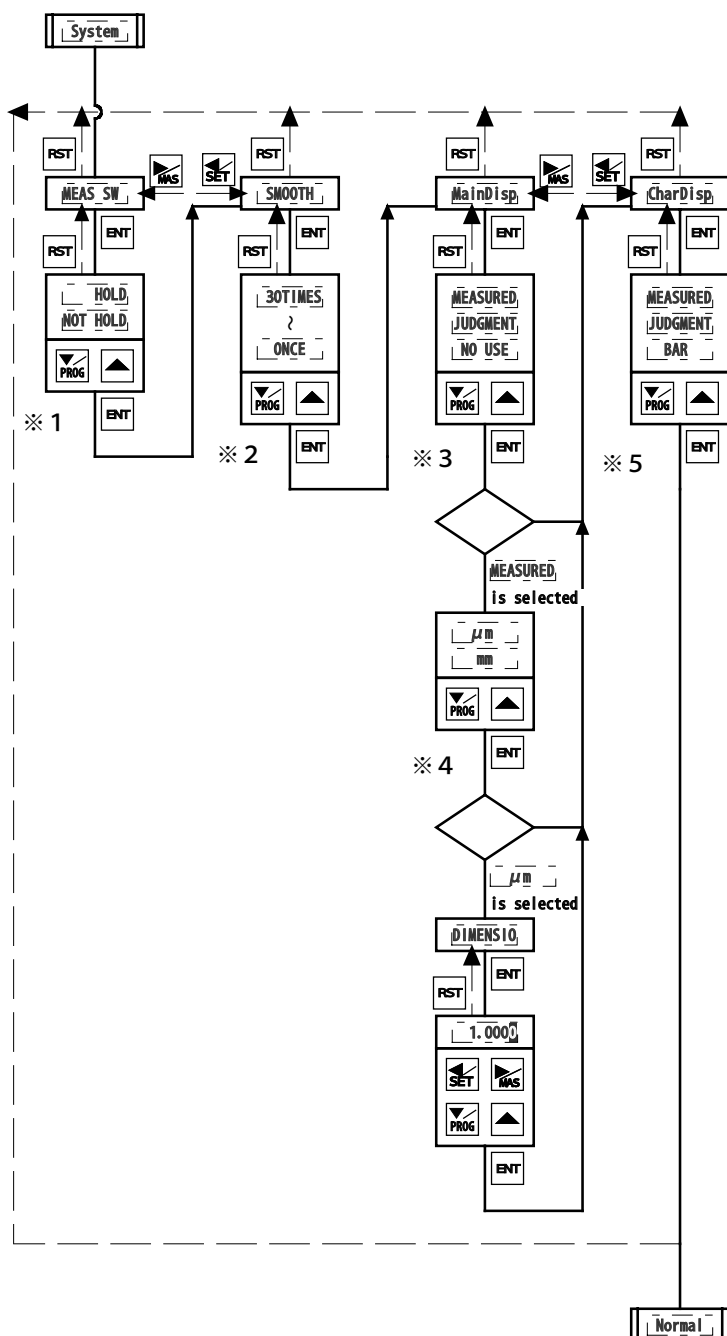 System
RST
RST
RST
RST
MAS
SET
MAS
SET
MEAS SW
SMOOTH
MainDisp
CharDisp
ENT
ENT
ENT
ENT
RST
RST
RST
RST
HOLD
NOT HOLD
30TIMES
~
ONCE
MEASURED
JUDGMENT
NO USE
MEASURED
JUDGMENT
BAR
PROG
PROG
PROG
PROG
ENT
ENT
ENT
ENT
※1
※2
※3
※5
MEASURED
is selected
μm
mm
PROG
ENT
※4
μm
is selected
DIMENSIO
ENT
RST
1.0000
SET
MAS
PROG
ENT
Normal